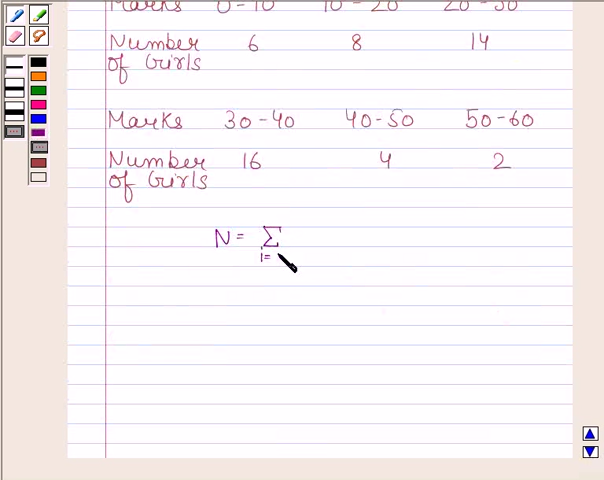 Marks 0-10 10-20 20-30
Number of Girls 6 8 14
Marks 30-40 40-50 50-60
Number of Girls 16 4 2
N = Σ
i=